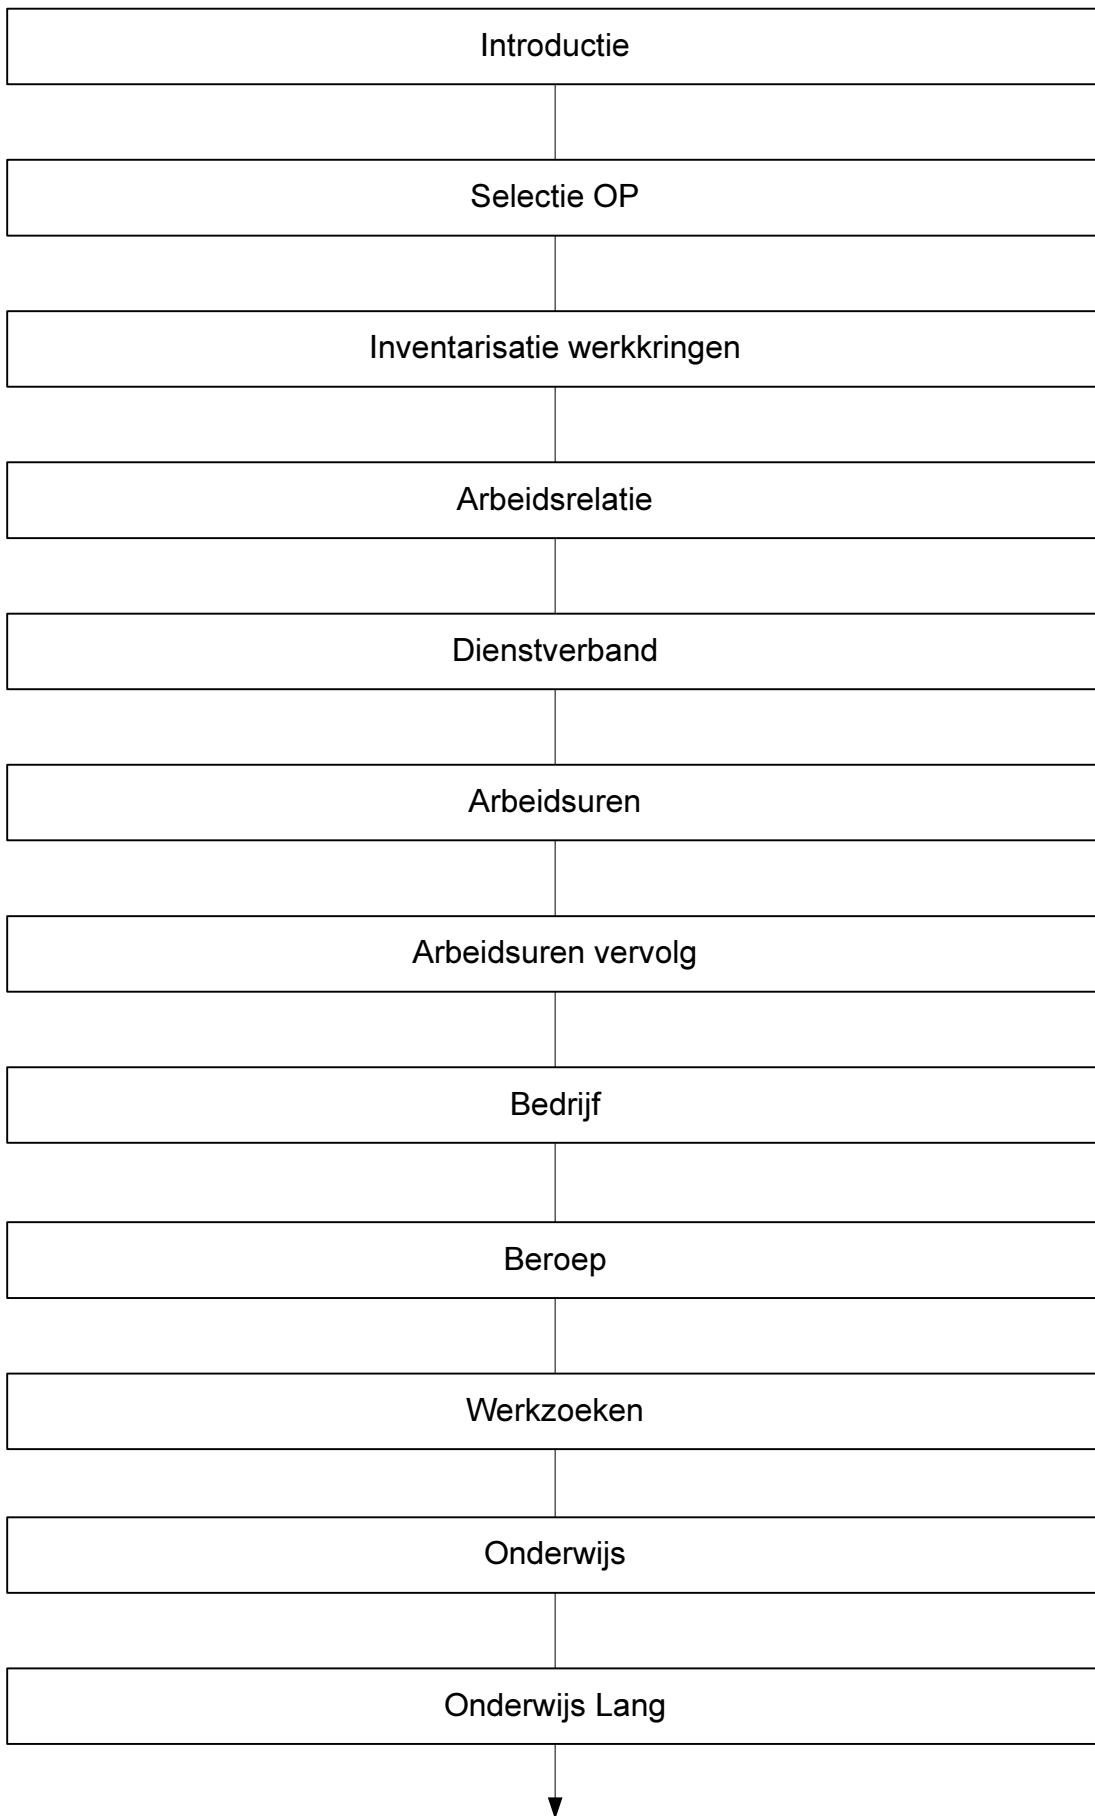 Introductie
Selectie OP
Inventarisatie werkkringen
Arbeidsrelatie
Dienstverband
Arbeidsuren
Arbeidsuren vervolg
Bedrijf
Beroep
Werkzoeken
Onderwijs
Onderwijs Lang